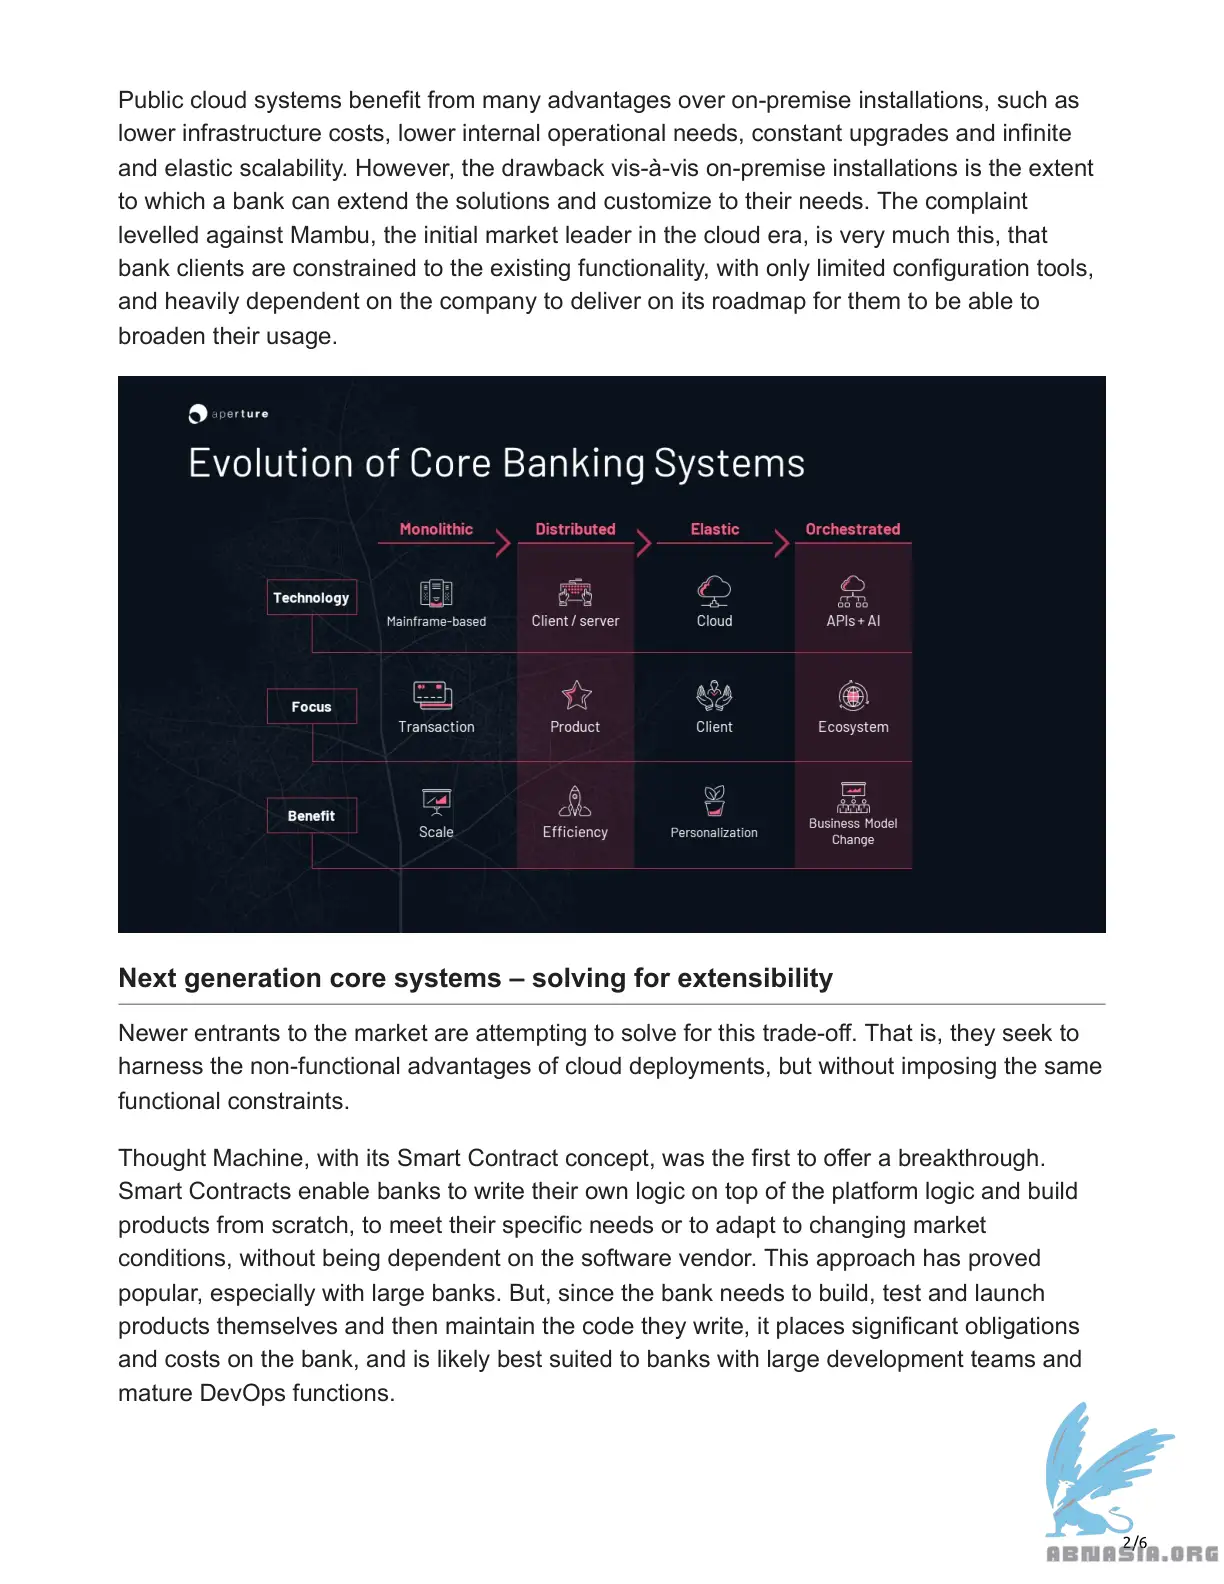 Public cloud systems benefit from many advantages over on-premise installations, such as
lower infrastructure costs, lower internal operational needs, constant upgrades and infinite
and elastic scalability. However, the drawback vis-à-vis on-premise installations is the extent
to which a bank can extend the solutions and customize to their needs. The complaint
levelled against Mambu, the initial market leader in the cloud era, is very much this, that
bank clients are constrained to the existing functionality, with only limited configuration tools,
and heavily dependent on the company to deliver on its roadmap for them to be able to
broaden their usage.
aperture
Evolution of Core Banking Systems
Monolithic Distributed Elastic Orchestrated
Technology
Mainframe-based Client / server Cloud APIs + AI
Focus
Transaction Product Client Ecosystem
Benefit
Scale Efficiency Personalization Business Model
Change
Next generation core systems – solving for extensibility
Newer entrants to the market are attempting to solve for this trade-off. That is, they seek to
harness the non-functional advantages of cloud deployments, but without imposing the same
functional constraints.
Thought Machine, with its Smart Contract concept, was the first to offer a breakthrough.
Smart Contracts enable banks to write their own logic on top of the platform logic and build
products from scratch, to meet their specific needs or to adapt to changing market
conditions, without being dependent on the software vendor. This approach has proved
popular, especially with large banks. But, since the bank needs to build, test and launch
products themselves and then maintain the code they write, it places significant obligations
and costs on the bank, and is likely best suited to banks with large development teams and
mature DevOps functions.
2/6
ABNASIA.ORG